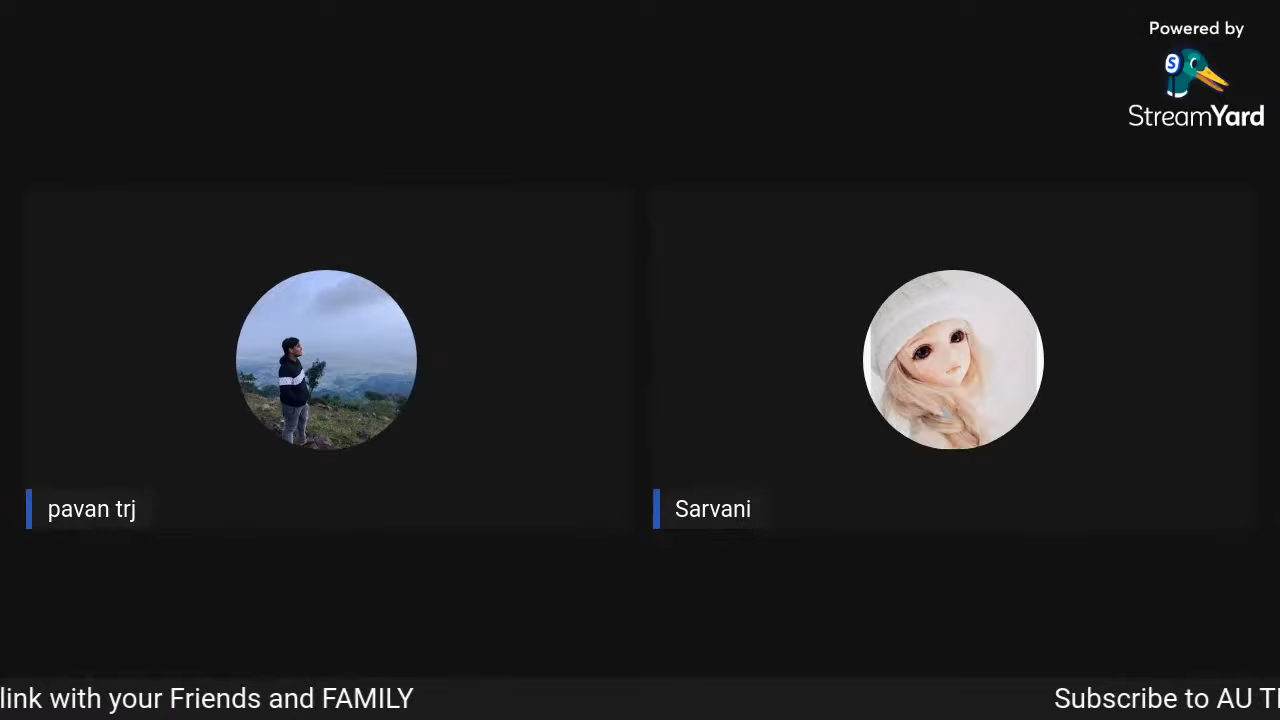 Powered by
S
StreamYard
pavan trj
Sarvani
link with your Friends and FAMILY
Subscribe to AU